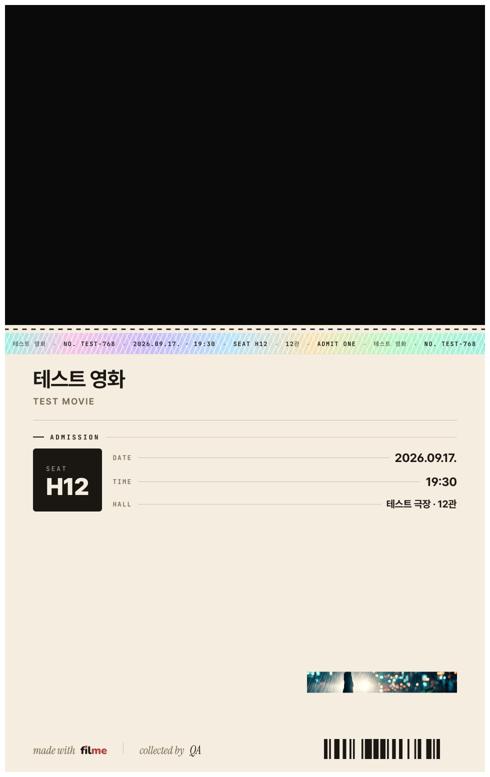 테스트 영화 · NO. TEST-768 · 2026.09.17. · 19:30 · SEAT H12 · 12관 · ADMIT ONE · 테스트 영화 · NO. TEST-768
테스트 영화
TEST MOVIE
ADMISSION
SEAT
H12
DATE 2026.09.17.
TIME 19:30
HALL 테스트 극장 · 12관
made with filme
collected by QA